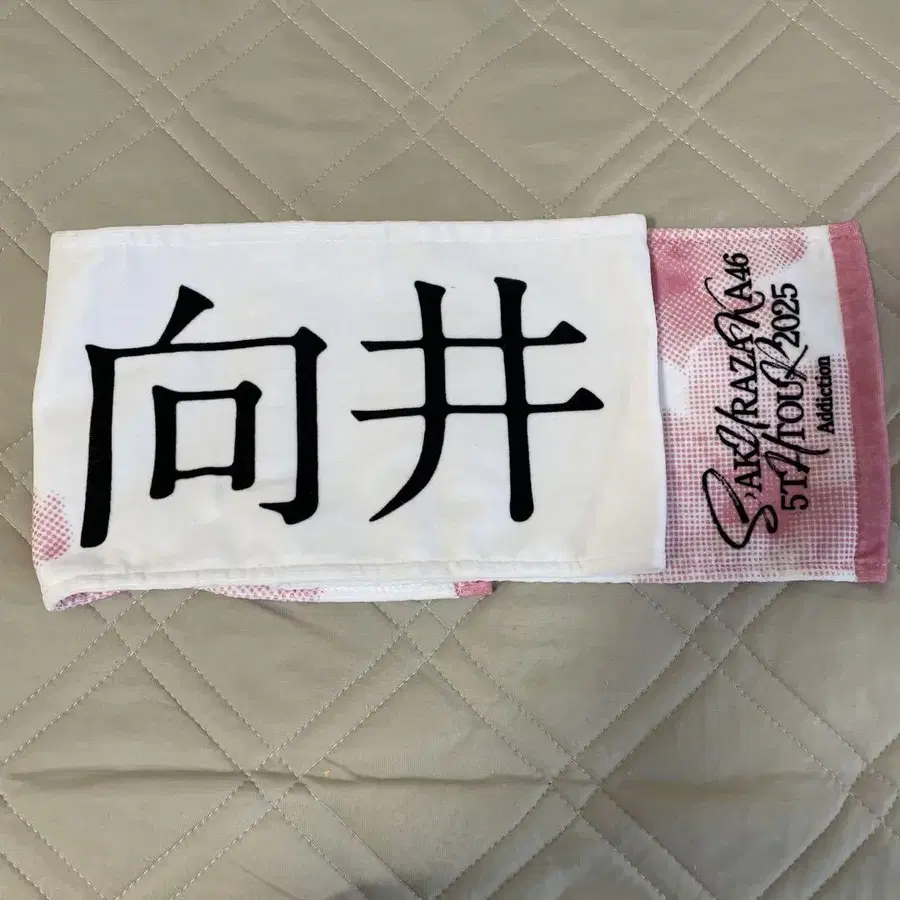 向井
SAKURAZAKA46
5TH TOUR 2025
Addiction